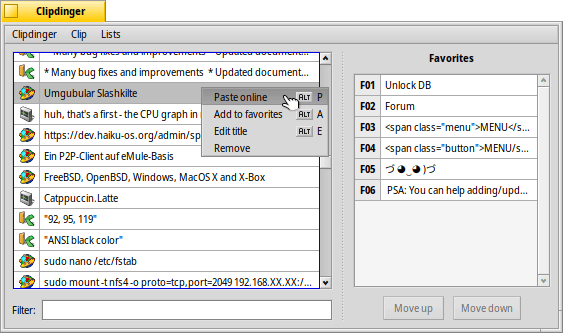 Clipdinger
Clipdinger Clip Lists
* Many bug fixes and improvements * Updated document...
* Many bug fixes and improvements * Updated document...
Umgubular Slashkilte
huh, that's a first - the CPU graph in
https://dev.haiku-os.org/admin/sp
Ein P2P-Client auf eMule-Basis
FreeBSD, OpenBSD, Windows, MacOS X and X-Box
Catppuccin.Latte
"92, 95, 119"
"ANSI black color"
sudo nano /etc/fstab
sudo mount -t nfs4 -o proto=tcp,port=2049 192.168.XX.XX:/...
Paste online ALT P
Add to favorites ALT A
Edit title ALT E
Remove
Filter:
Favorites
F01 Unlock DB
F02 Forum
F03 <span class="menu">MENU</s...
F04 <span class="button">MENU/s...
F05 づ◕‿◕)づ
F06 PSA: You can help adding/upd...
Move up Move down